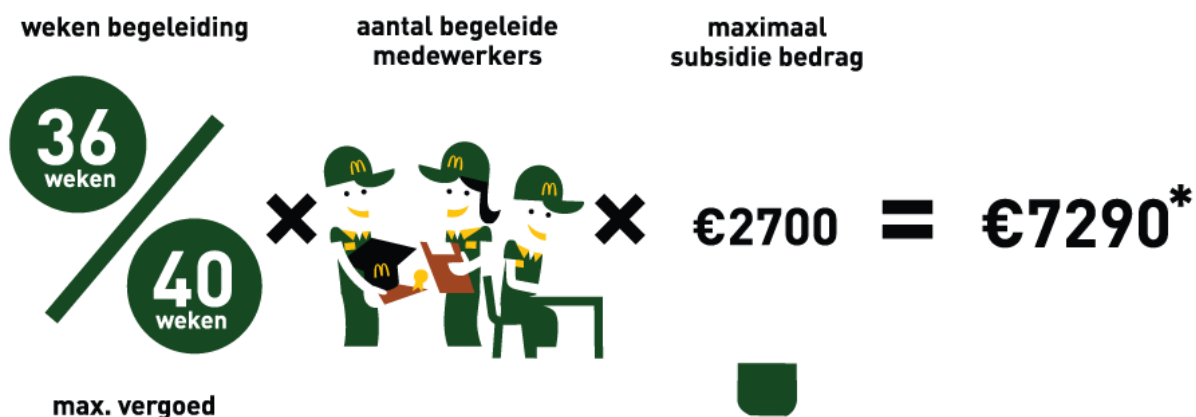 weken begeleiding
aantal begeleide
medewerkers
maximaal
subsidie bedrag
36
weken
40
weken
×
×
€2700
=
€7290*
max. vergoed